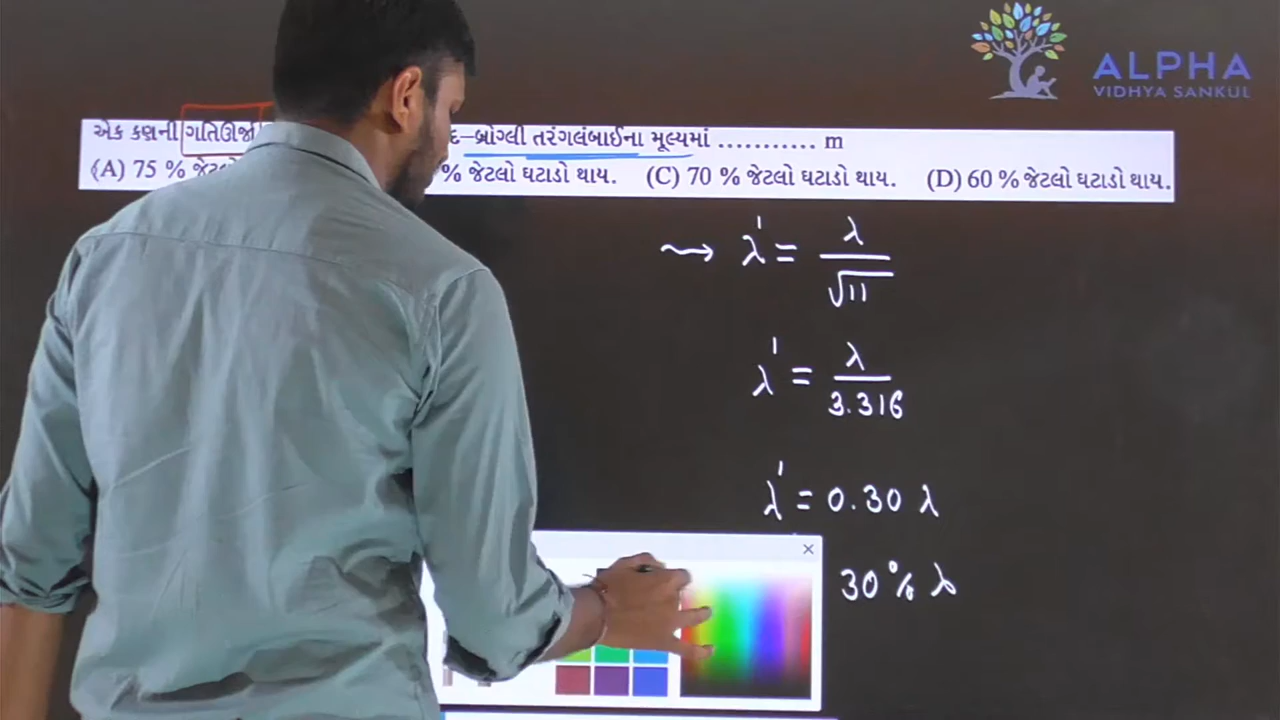 ALPHA
VIDHYA SANKUL
એક કણની ગતિઊર્જા દ-બ્રોગ્લી તરંગલંબાઈના મૂલ્યમાં ........... m
(A) 75 % % જેટલો ઘટાડો થાય. (C) 70 % જેટલો ઘટાડો થાય. (D) 60 % જેટલો ઘટાડો થાય.
⇝ λ' = λ / √11
λ' = λ / 3.316
λ' = 0.30 λ
30 % λ